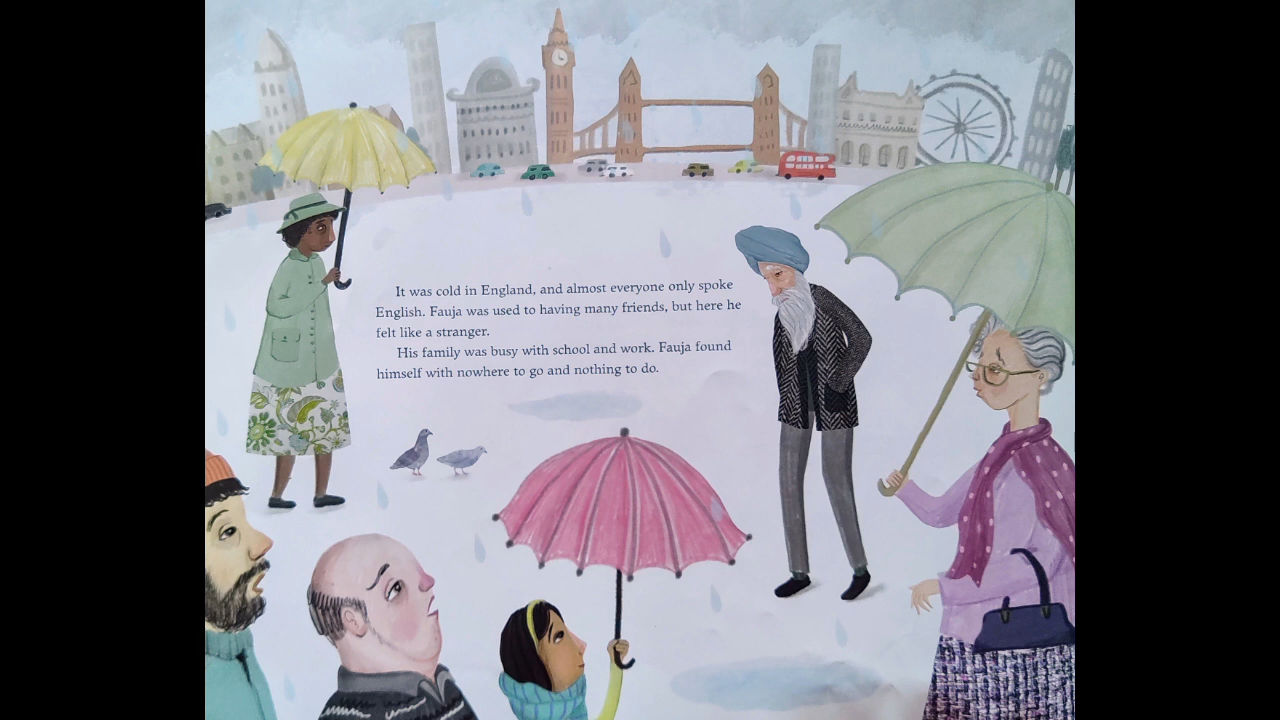 It was cold in England, and almost everyone only spoke
English. Fauja was used to having many friends, but here he
felt like a stranger.
His family was busy with school and work. Fauja found
himself with nowhere to go and nothing to do.